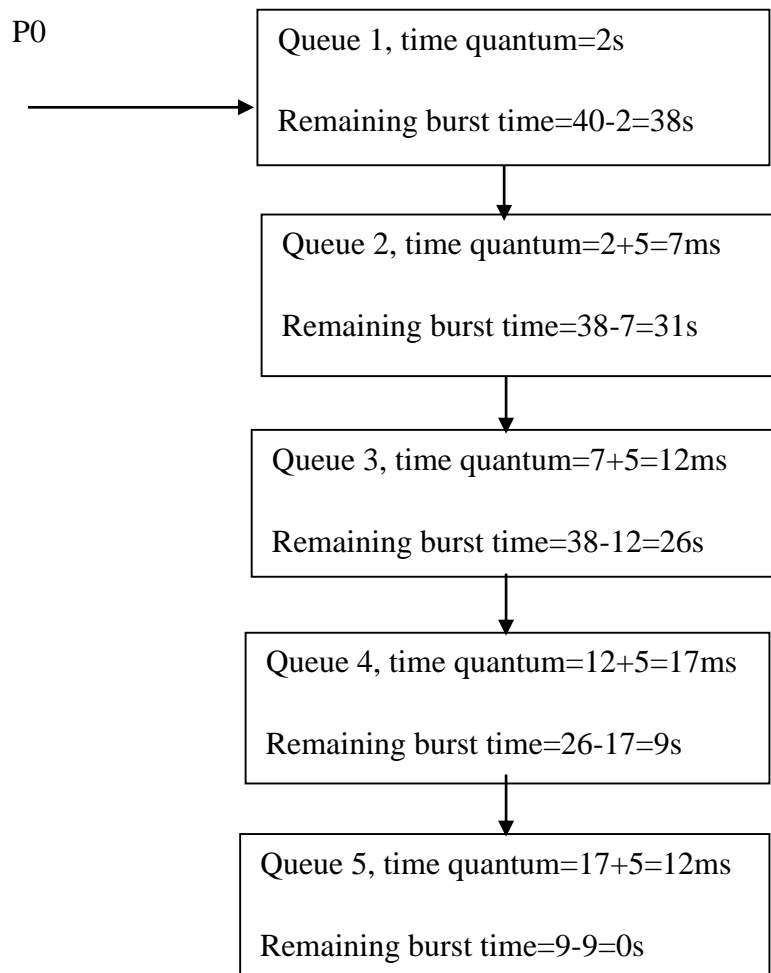 P0
Queue 1, time quantum=2s
Remaining burst time=40-2=38s
Queue 2, time quantum=2+5=7ms
Remaining burst time=38-7=31s
Queue 3, time quantum=7+5=12ms
Remaining burst time=38-12=26s
Queue 4, time quantum=12+5=17ms
Remaining burst time=26-17=9s
Queue 5, time quantum=17+5=12ms
Remaining burst time=9-9=0s